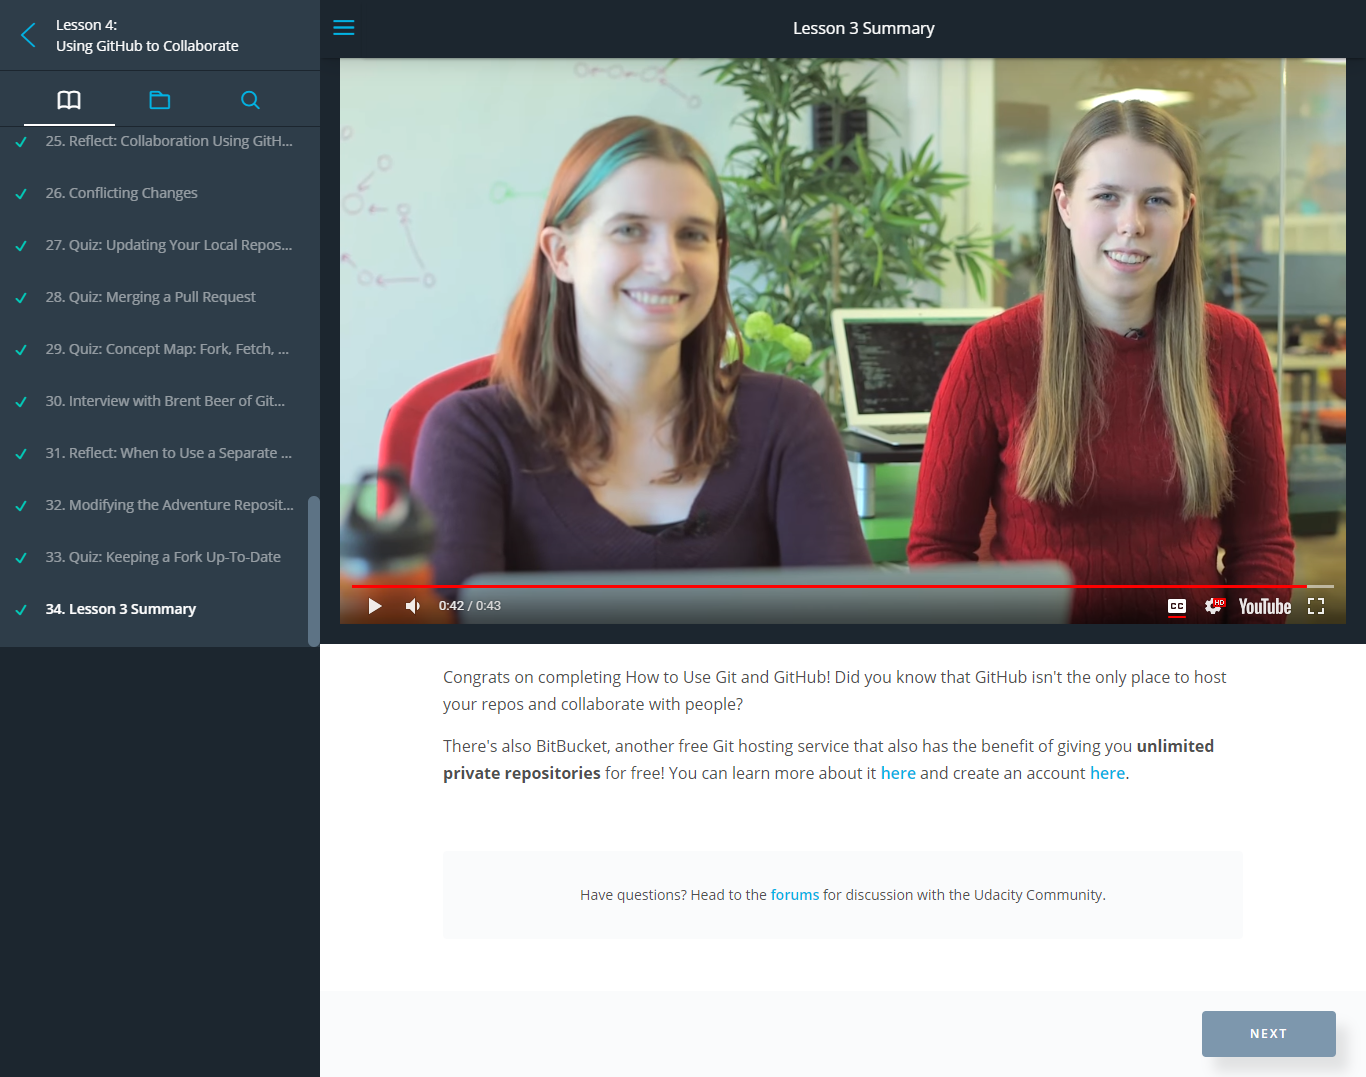 Lesson 4:
Using GitHub to Collaborate
25. Reflect: Collaboration Using GitH...
26. Conflicting Changes
27. Quiz: Updating Your Local Repos...
28. Quiz: Merging a Pull Request
29. Quiz: Concept Map: Fork, Fetch, ...
30. Interview with Brent Beer of Git...
31. Reflect: When to Use a Separate ...
32. Modifying the Adventure Reposit...
33. Quiz: Keeping a Fork Up-To-Date
34. Lesson 3 Summary
Lesson 3 Summary
0:42 / 0:43
CC
HD
YouTube
Congrats on completing How to Use Git and GitHub! Did you know that GitHub isn't the only place to host
your repos and collaborate with people?
There's also BitBucket, another free Git hosting service that also has the benefit of giving you unlimited
private repositories for free! You can learn more about it here and create an account here.
Have questions? Head to the forums for discussion with the Udacity Community.
NEXT